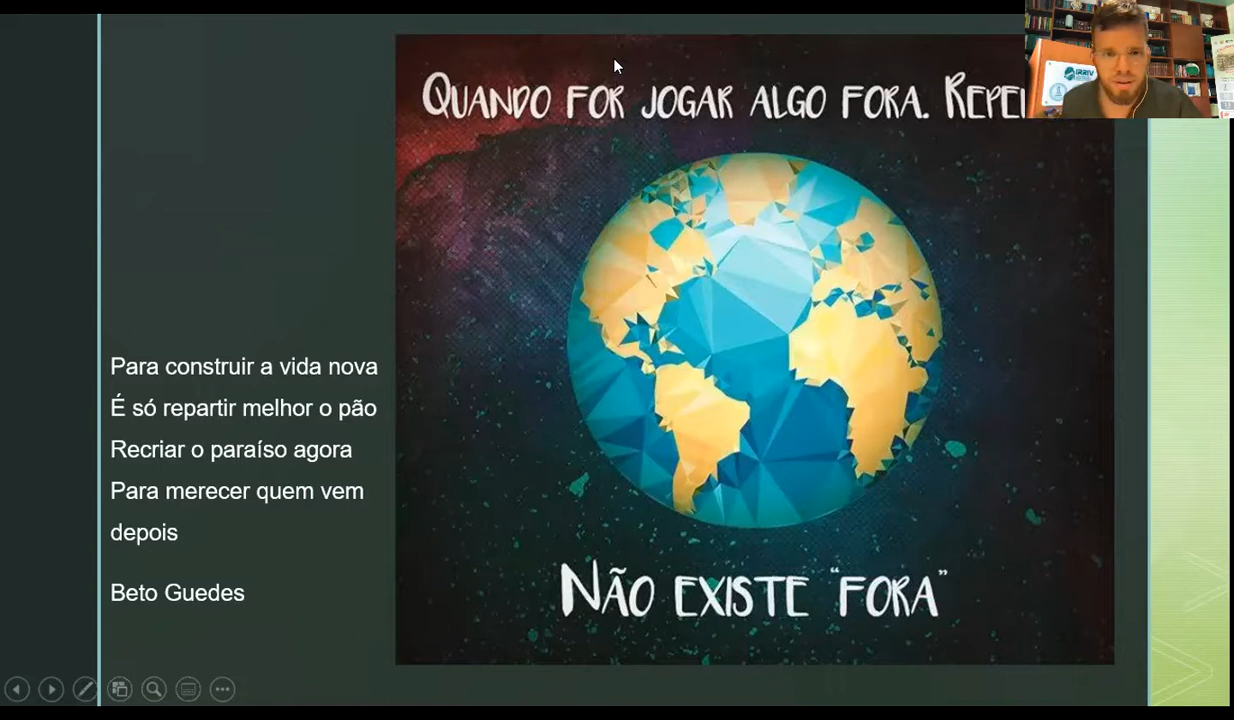 QUANDO FOR JOGAR ALGO FORA.
Para construir a vida nova
É só repartir melhor o pão
Recriar o paraíso agora
Para merecer quem vem
depois
Beto Guedes
NÃO EXISTE “FORA”